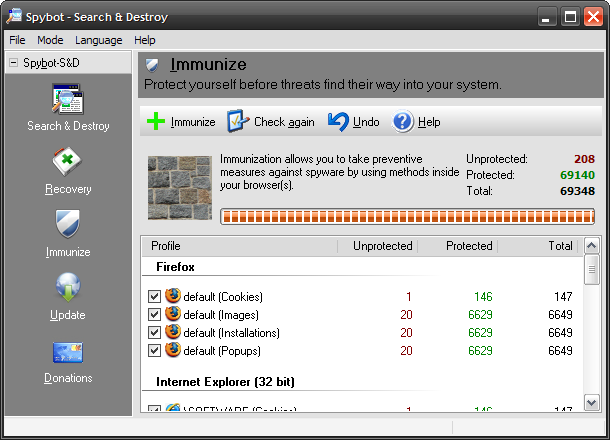 Spybot - Search & Destroy
File Mode Language Help
Spybot-S&D
Search & Destroy
Recovery
Immunize
Update
Donations
Immunize
Protect yourself before threats find their way into your system.
Immunize Check again Undo Help
Immunization allows you to take preventive
measures against spyware by using methods inside
your browser(s).
Unprotected: 208
Protected: 69140
Total: 69348
Profile Unprotected Protected Total
Firefox
default (Cookies) 1 146 147
default (Images) 20 6629 6649
default (Installations) 20 6629 6649
default (Popups) 20 6629 6649
Internet Explorer (32 bit)
\SOFTWARE (Cookies) 1 146 147